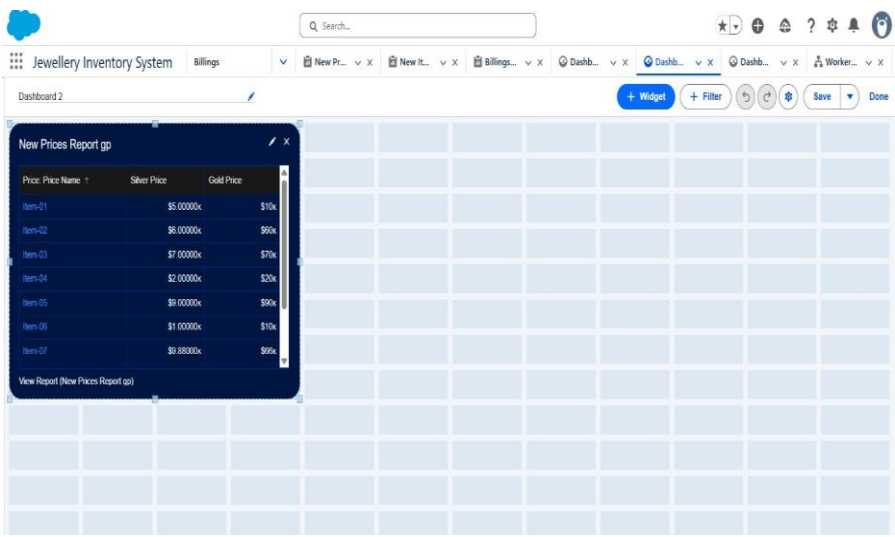 Search...
Jewellery Inventory System Billings New Pr... New It... Billings... Dashb... Dashb... Dashb... Worker...
Dashboard 2 + Widget + Filter Save Done
New Prices Report gp
Price: Price Name ↑ Silver Price Gold Price
Item-01 $5.00000K $10K
Item-02 $6.00000K $60K
Item-03 $7.00000K $70K
Item-04 $2.00000K $20K
Item-05 $9.00000K $90K
Item-06 $1.00000K $10K
Item-07 $9.88000K $66K
View Report (New Prices Report gp)